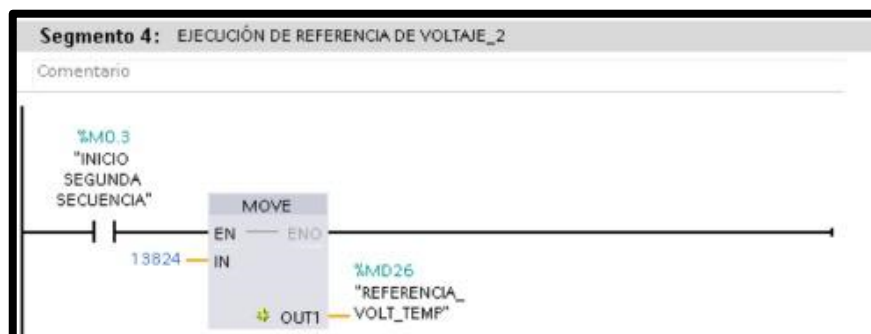 Segmento 4: EJECUCIÓN DE REFERENCIA DE VOLTAJE_2
Comentario
%M0.3
"INICIO
SEGUNDA
SECUENCIA"
MOVE
EN ENO
13824 IN
%MD26
"REFERENCIA_
OUT1 VOLT_TEMP"